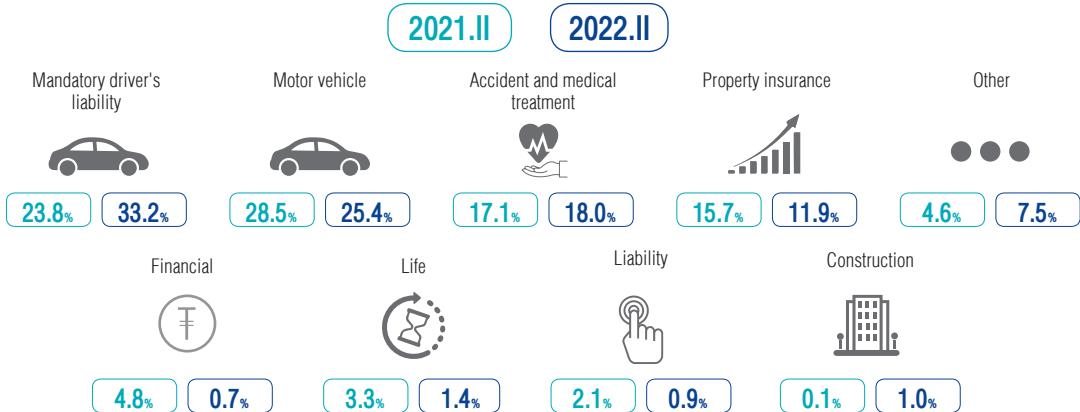 2021.II 2022.II
Mandatory driver's
liability
Motor vehicle
Accident and medical
treatment
Property insurance
Other
23.8% 33.2%
28.5% 25.4%
17.1% 18.0%
15.7% 11.9%
4.6% 7.5%
Financial
Life
Liability
Construction
₮
4.8% 0.7%
3.3% 1.4%
2.1% 0.9%
0.1% 1.0%